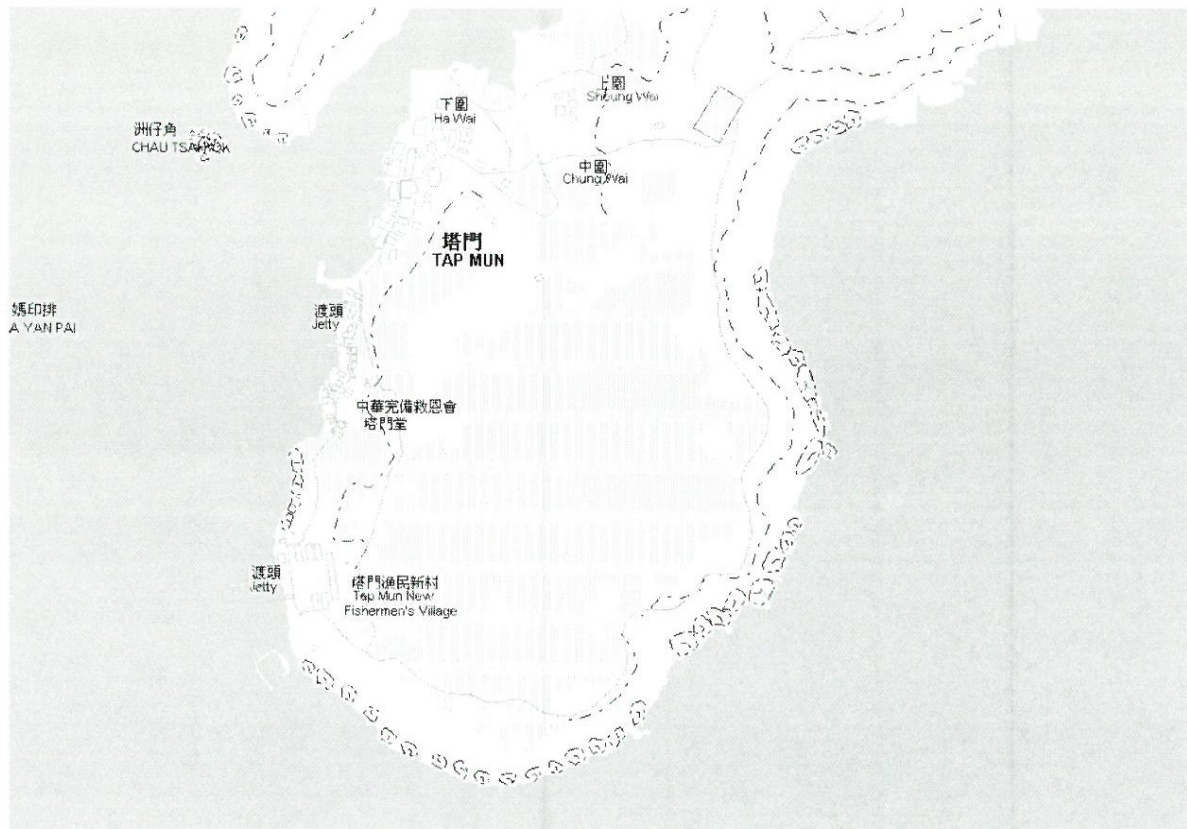 上圍
Sheung Wai
下圍
Ha Wai
洲仔角
CHAU TSAI KOK
中圍
Chung Wai
塔門
TAP MUN
媽印排
A YAN PAI
渡頭
Jetty
中華完備救恩會
塔門堂
渡頭
Jetty
塔門漁民新村
Tap Mun New
Fishermen's Village